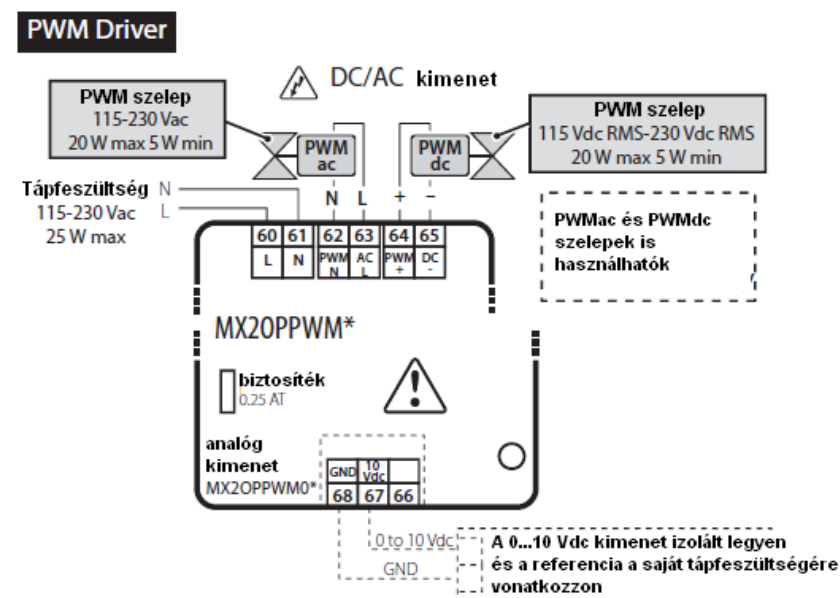 PWM Driver
DC/AC kimenet
PWM szelep
115-230 Vac
20 W max 5 W min
PWM szelep
115 Vdc RMS-230 Vdc RMS
20 W max 5 W min
PWM
ac
PWM
dc
N L + −
Tápfeszültség N
115-230 Vac L
25 W max
PWMac és PWMdc
szelepek is
használhatók
60 61 62 63 64 65
L N PWM AC PWM DC
N L + -
MX2OPPWM*
biztosíték
0.25 AT
analóg
kimenet
MX2OPPWM0*
GND 10
Vdc
68 67 66
0 to 10 Vdc
GND
A 0...10 Vdc kimenet izolált legyen
és a referencia a saját tápfeszültségére
vonatkozzon